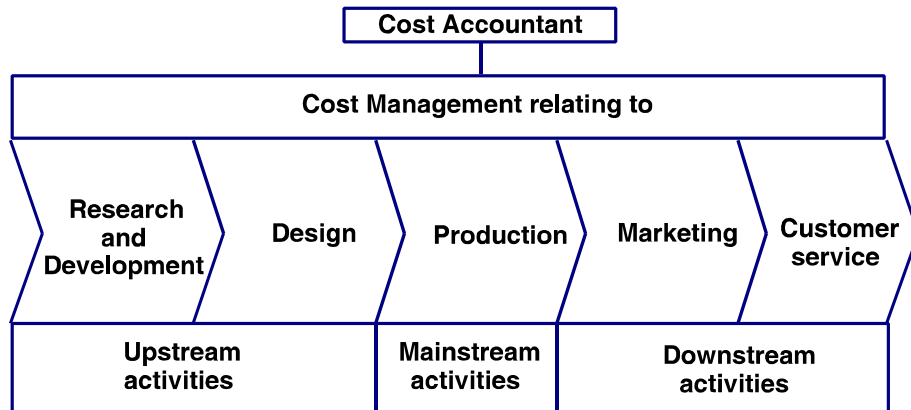 Cost Accountant
Cost Management relating to
Research
and
Development
Design
Production
Marketing
Customer
service
Upstream
activities
Mainstream
activities
Downstream
activities